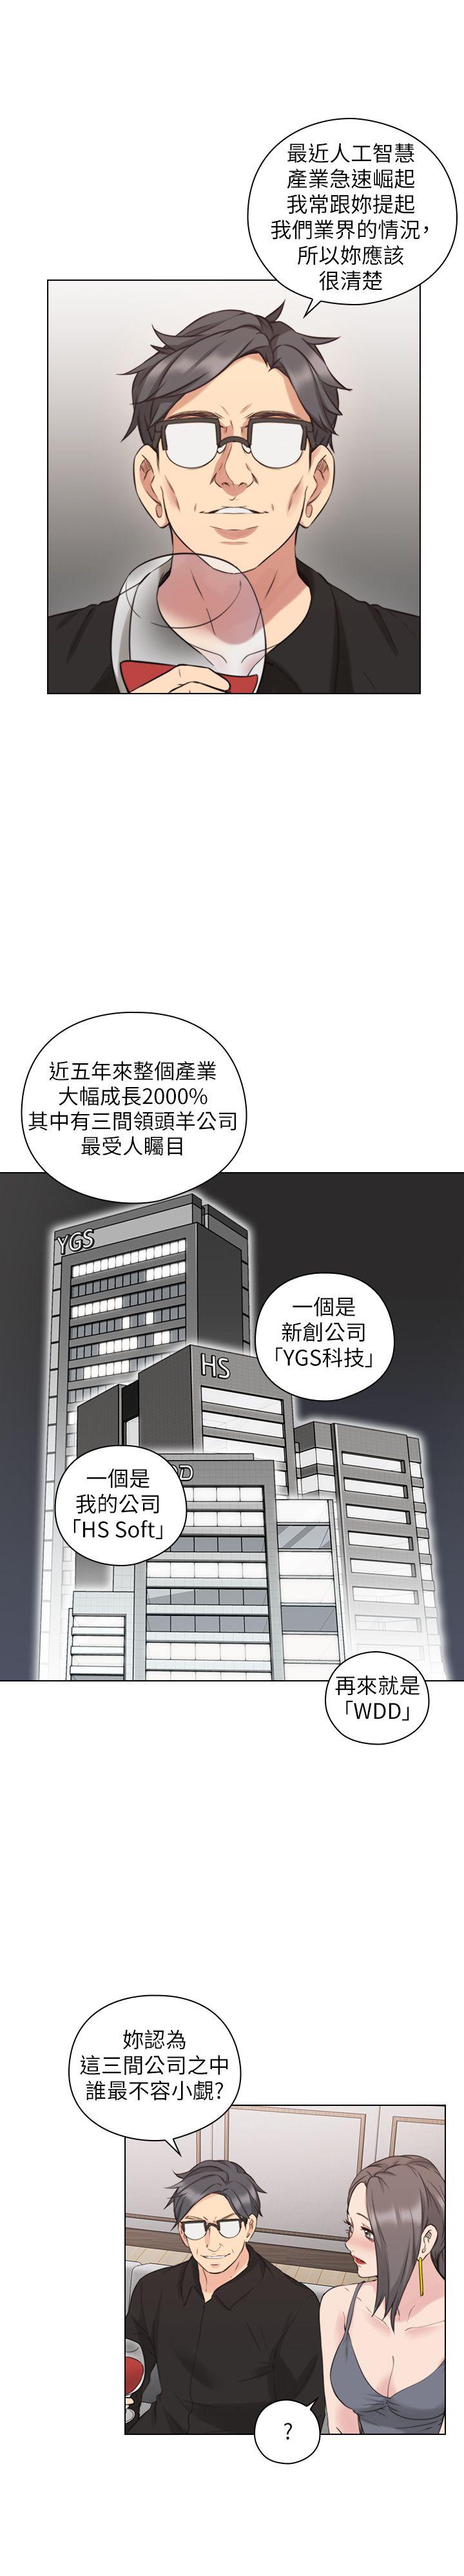 最近人工智慧
產業急速崛起
我常跟妳提起
我們業界的情況，
所以妳應該
很清楚
近五年來整個產業
大幅成長2000%
其中有三間領頭羊公司
最受人矚目
YGS
一個是
新創公司
「YGS科技」
HS
一個是
我的公司
「HS Soft」
再來就是
「WDD」
妳認為
這三間公司之中
誰最不容小覷?
?